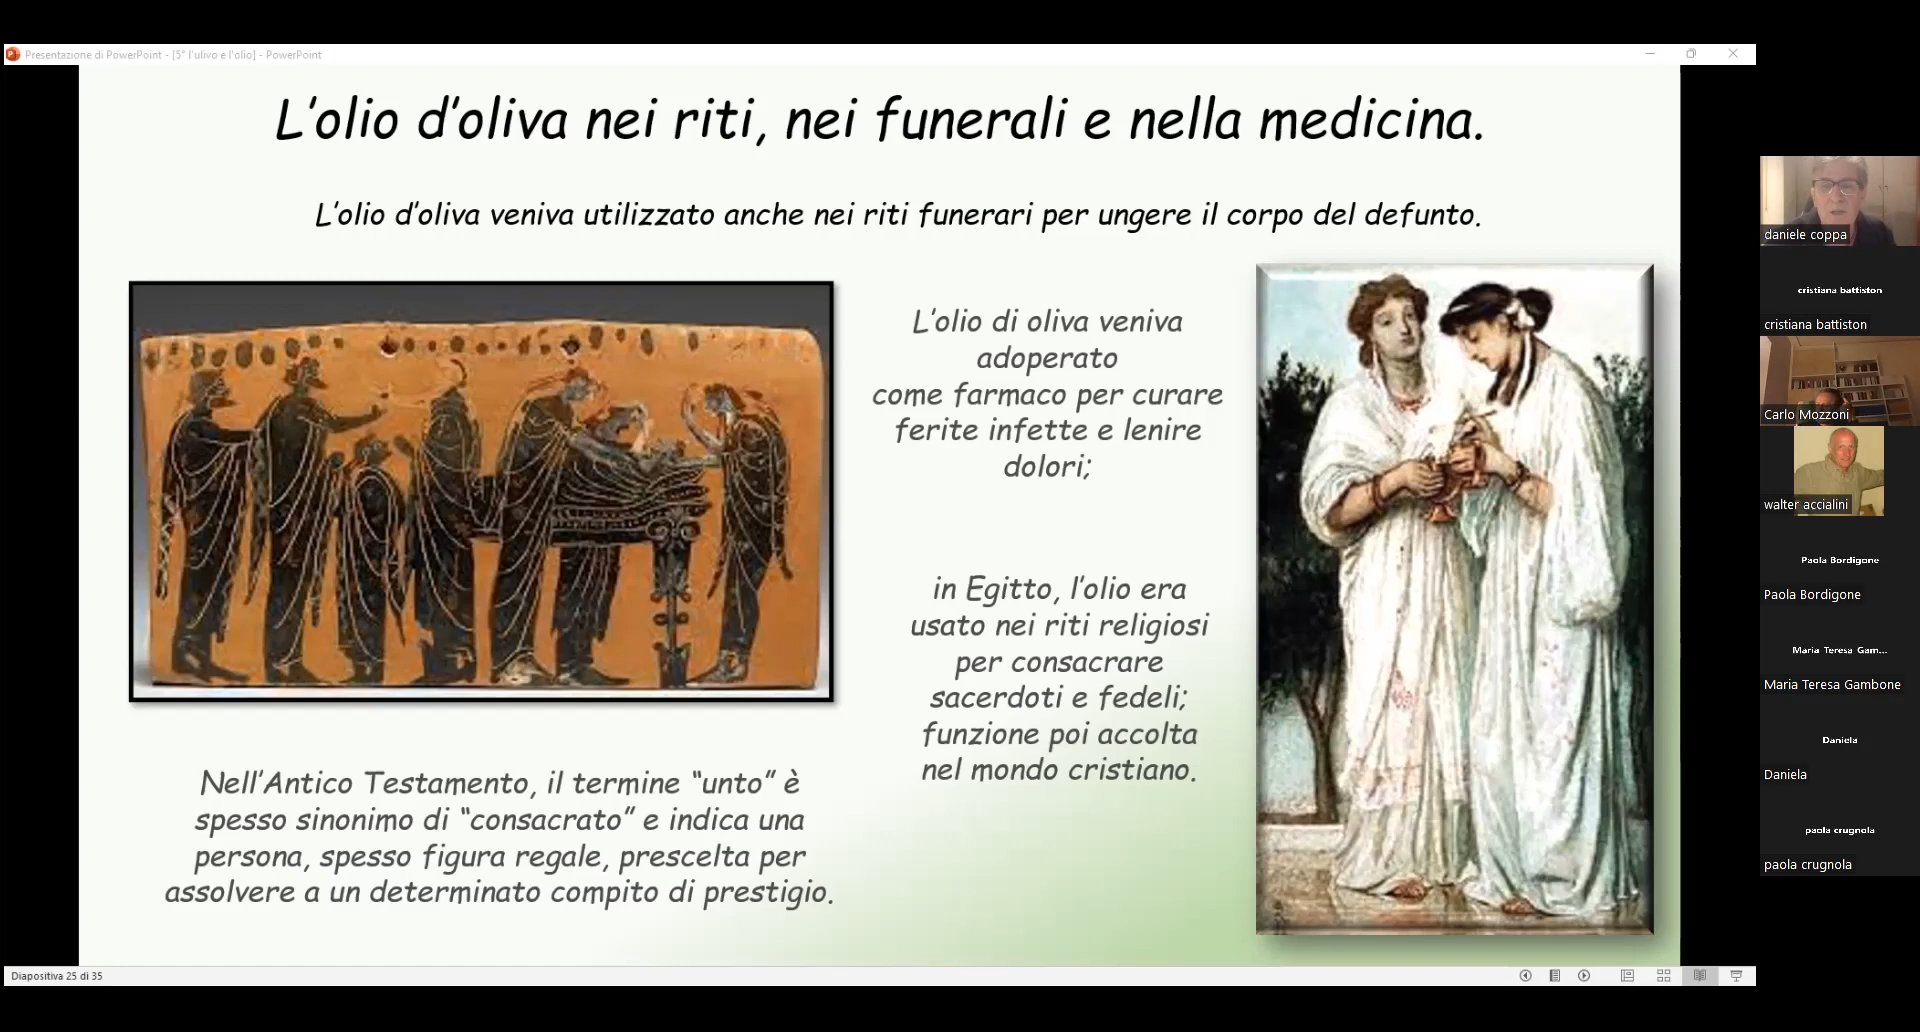 Presentazione di PowerPoint - [5° l'ulivo e l'olio] - PowerPoint
L'olio d'oliva nei riti, nei funerali e nella medicina.
L'olio d'oliva veniva utilizzato anche nei riti funerari per ungere il corpo del defunto.
L'olio di oliva veniva
adoperato
come farmaco per curare
ferite infette e lenire
dolori;
in Egitto, l'olio era
usato nei riti religiosi
per consacrare
sacerdoti e fedeli;
funzione poi accolta
nel mondo cristiano.
Nell'Antico Testamento, il termine “unto” è
spesso sinonimo di “consacrato” e indica una
persona, spesso figura regale, prescelta per
assolvere a un determinato compito di prestigio.
Diapositiva 25 di 35
daniele coppa
cristiana battiston
cristiana battiston
Carlo Mozzoni
walter accialini
Paola Bordigone
Paola Bordigone
Maria Teresa Gam...
Maria Teresa Gambone
Daniela
Daniela
paola crugnola
paola crugnola